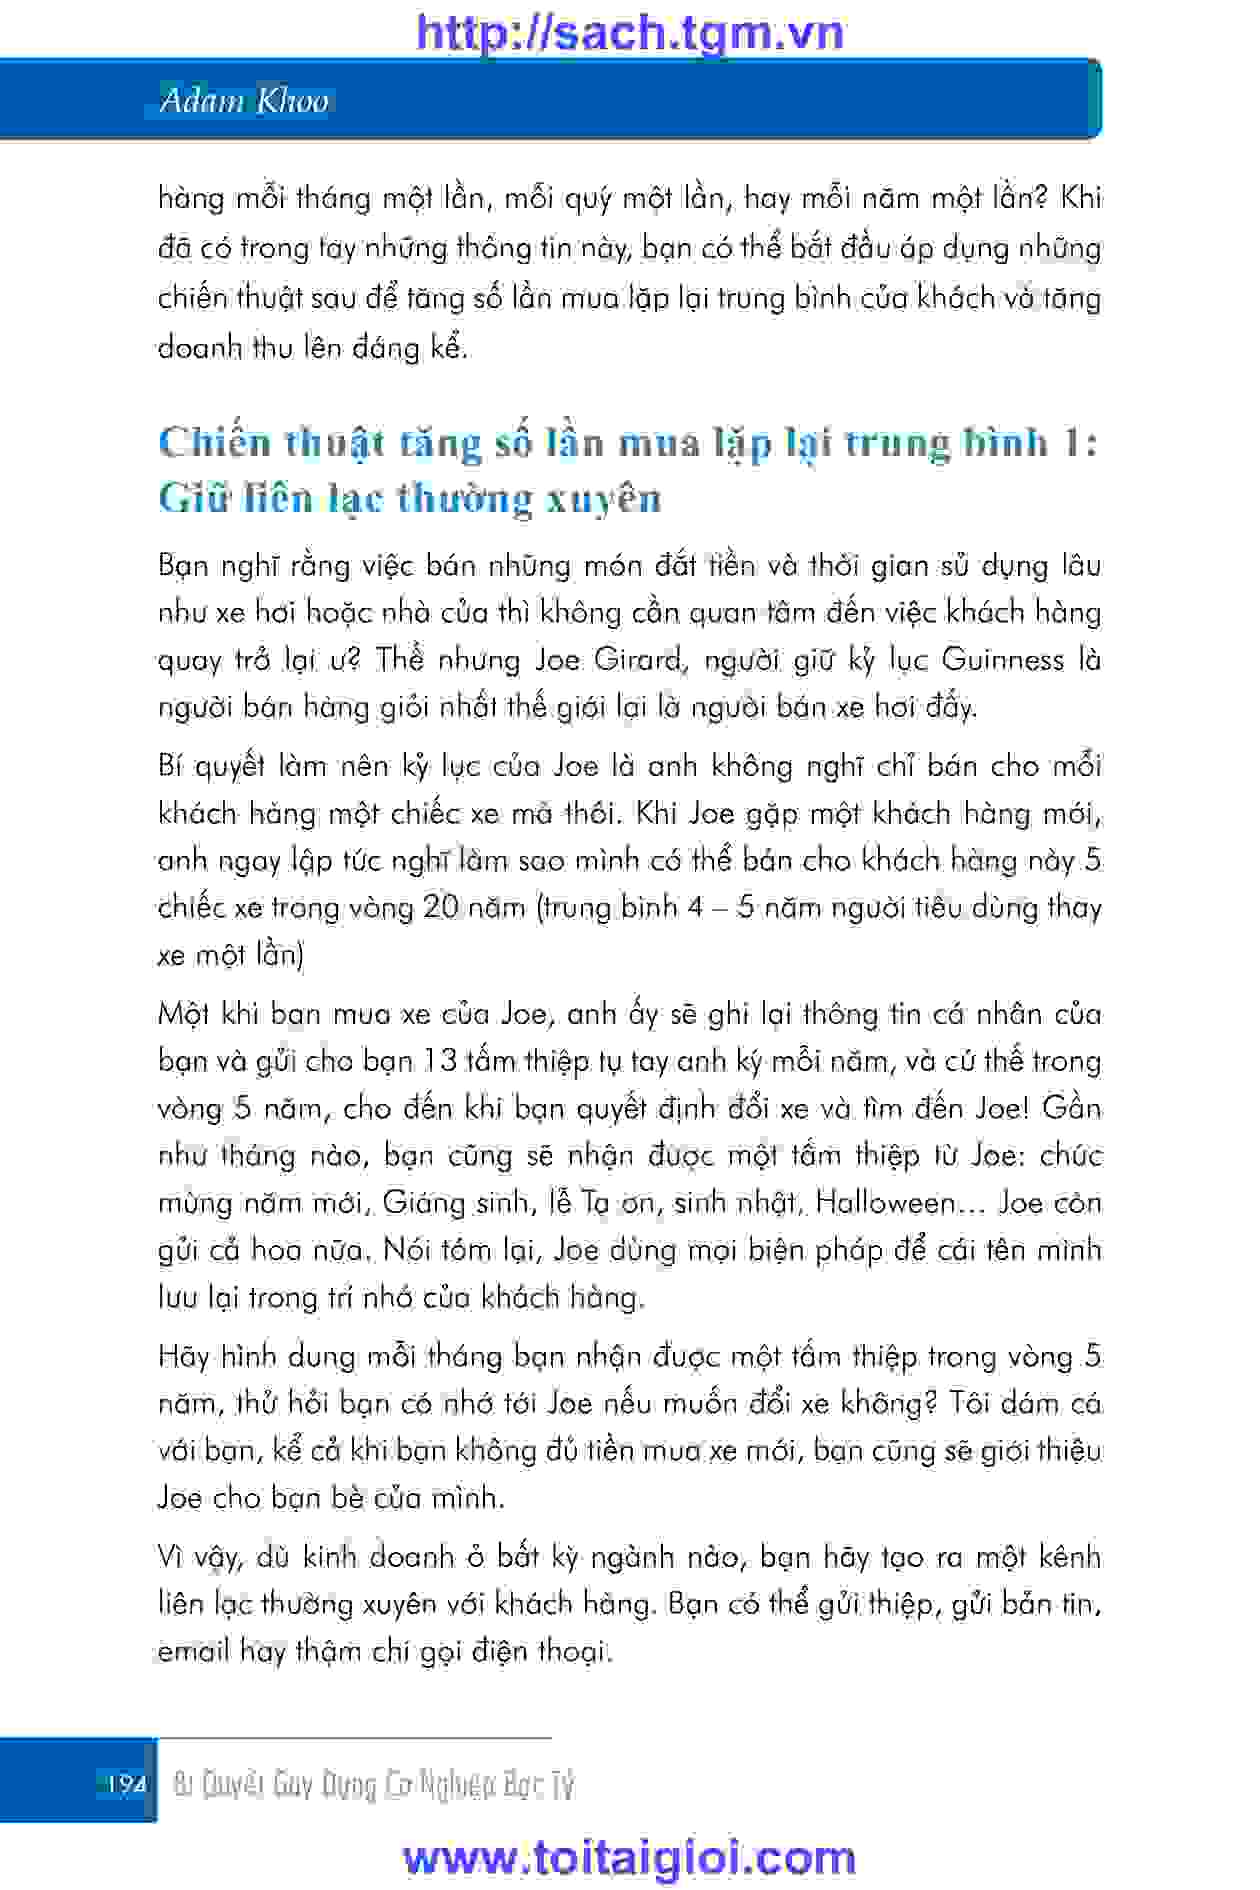 http://sach.tgm.vn
Adam Khoo
hàng mỗi tháng một lần, mỗi quý một lần, hay mỗi năm một lần? Khi
đã có trong tay những thông tin này, bạn có thể bắt đầu áp dụng những
chiến thuật sau để tăng số lần mua lặp lại trung bình của khách và tăng
doanh thu lên đáng kể.
Chiến thuật tăng số lần mua lặp lại trung bình 1:
Giữ liên lạc thường xuyên
Bạn nghĩ rằng việc bán những món đắt tiền và thời gian sử dụng lâu
như xe hơi hoặc nhà cửa thì không cần quan tâm đến việc khách hàng
quay trở lại ư? Thế nhưng Joe Girard, người giữ kỷ lục Guinness là
người bán hàng giỏi nhất thế giới lại là người bán xe hơi đấy.
Bí quyết làm nên kỷ lục của Joe là anh không nghĩ chỉ bán cho mỗi
khách hàng một chiếc xe mà thôi. Khi Joe gặp một khách hàng mới,
anh ngay lập tức nghĩ làm sao mình có thể bán cho khách hàng này 5
chiếc xe trong vòng 20 năm (trung bình 4 – 5 năm người tiêu dùng thay
xe một lần)
Một khi bạn mua xe của Joe, anh ấy sẽ ghi lại thông tin cá nhân của
bạn và gửi cho bạn 13 tấm thiệp tự tay anh ký mỗi năm, và cứ thế trong
vòng 5 năm, cho đến khi bạn quyết định đổi xe và tìm đến Joe! Gần
như tháng nào, bạn cũng sẽ nhận được một tấm thiệp từ Joe: chúc
mừng năm mới, Giáng sinh, lễ Tạ ơn, sinh nhật, Halloween... Joe còn
gửi cả hoa nữa. Nói tóm lại, Joe dùng mọi biện pháp để cái tên mình
lưu lại trong trí nhớ của khách hàng.
Hãy hình dung mỗi tháng bạn nhận được một tấm thiệp trong vòng 5
năm, thử hỏi bạn có nhớ tới Joe nếu muốn đổi xe không? Tôi dám cá
với bạn, kể cả khi bạn không đủ tiền mua xe mới, bạn cũng sẽ giới thiệu
Joe cho bạn bè của mình.
Vì vậy, dù kinh doanh ở bất kỳ ngành nào, bạn hãy tạo ra một kênh
liên lạc thường xuyên với khách hàng. Bạn có thể gửi thiệp, gửi bản tin,
email hay thậm chí gọi điện thoại.
194
Bí Quyết Gây Dựng Cơ Nghiệp Bạc Tỷ
www.toitaigioi.com